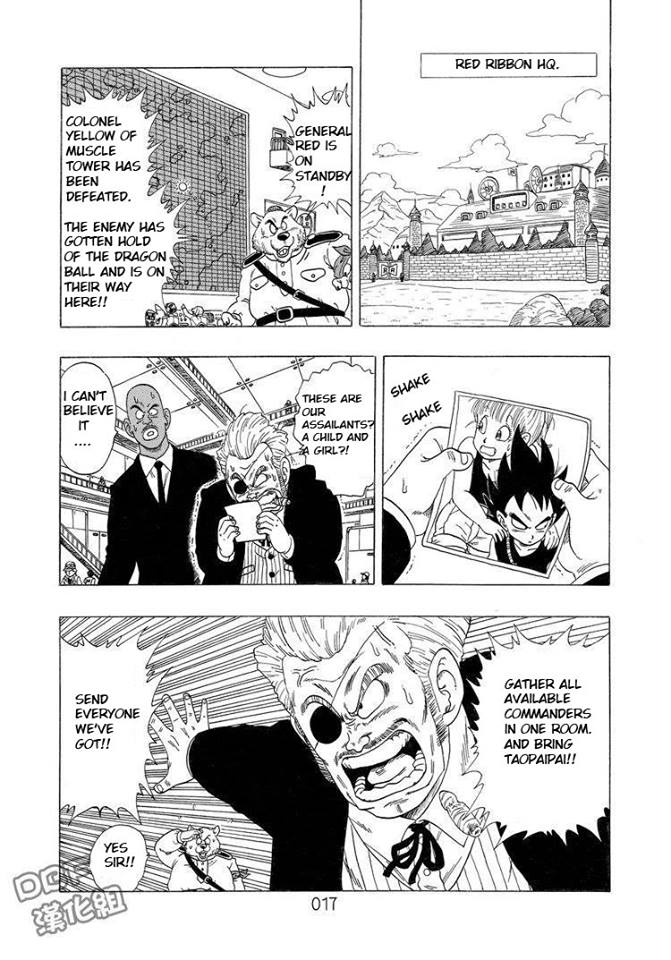 RED RIBBON HQ.
GENERAL
RED IS
ON
STANDBY
!
COLONEL
YELLOW OF
MUSCLE
TOWER HAS
BEEN
DEFEATED.
THE ENEMY HAS
GOTTEN HOLD
OF THE DRAGON
BALL AND IS ON
THEIR WAY
HERE!!
SHAKE
SHAKE
THESE ARE
OUR
ASSAILANTS?
A CHILD AND
A GIRL?!
I CAN'T
BELIEVE
IT
....
GATHER ALL
AVAILABLE
COMMANDERS
IN ONE ROOM.
AND BRING
TAOPAIPAI!!
SEND
EVERYONE
WE'VE
GOT!!
YES
SIR!!
漢化組
017